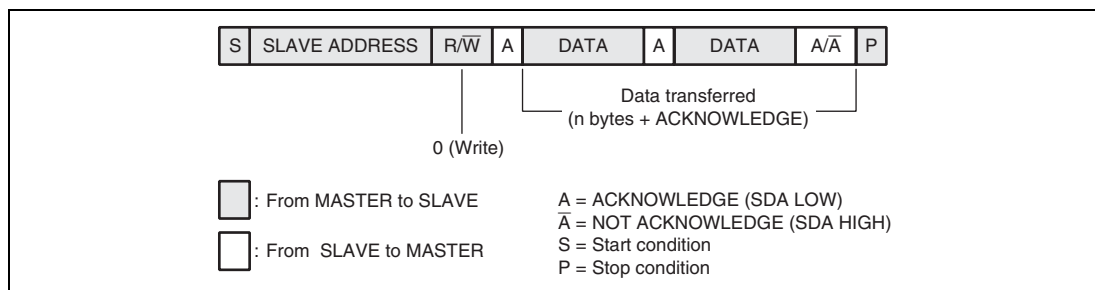 S SLAVE ADDRESS R/W̅ A DATA A DATA A/A̅ P
Data transferred
(n bytes + ACKNOWLEDGE)
0 (Write)
: From MASTER to SLAVE
: From SLAVE to MASTER
A = ACKNOWLEDGE (SDA LOW)
A̅ = NOT ACKNOWLEDGE (SDA HIGH)
S = Start condition
P = Stop condition